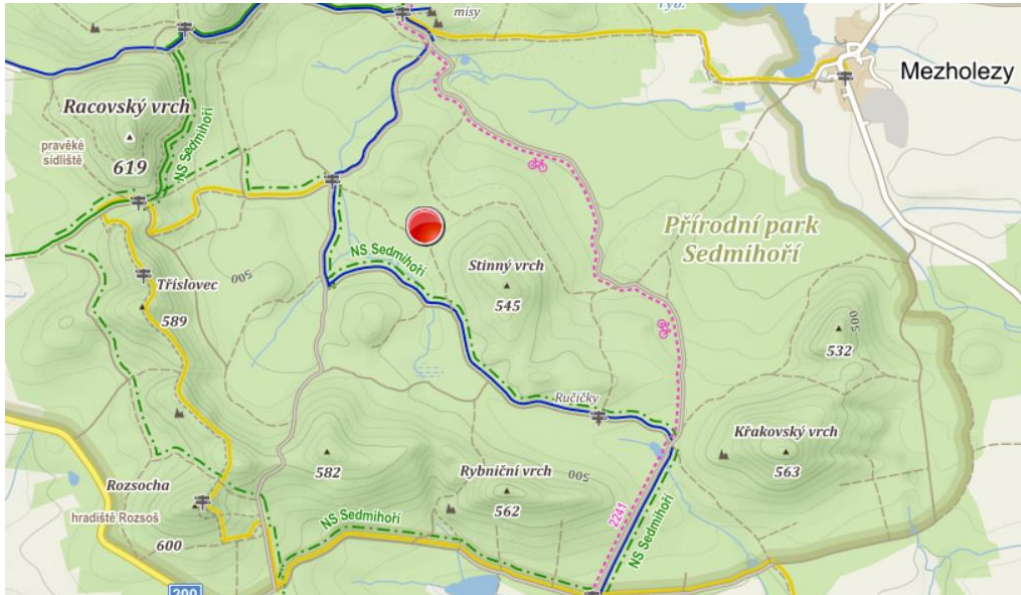 mísy
Mezholezy
Racovský vrch
619
pravěké
sídliště
NS Sedmihoří
Přírodní park
Sedmihoří
NS Sedmihoří
Stinný vrch
545
500
Tříslovec
589
500
532
Ručičky
Křakovský vrch
563
582
Rybniční vrch
500
562
Rozsocha
hradiště Rozsoš
600
NS Sedmihoří
2241
NS Sedmihoří
200